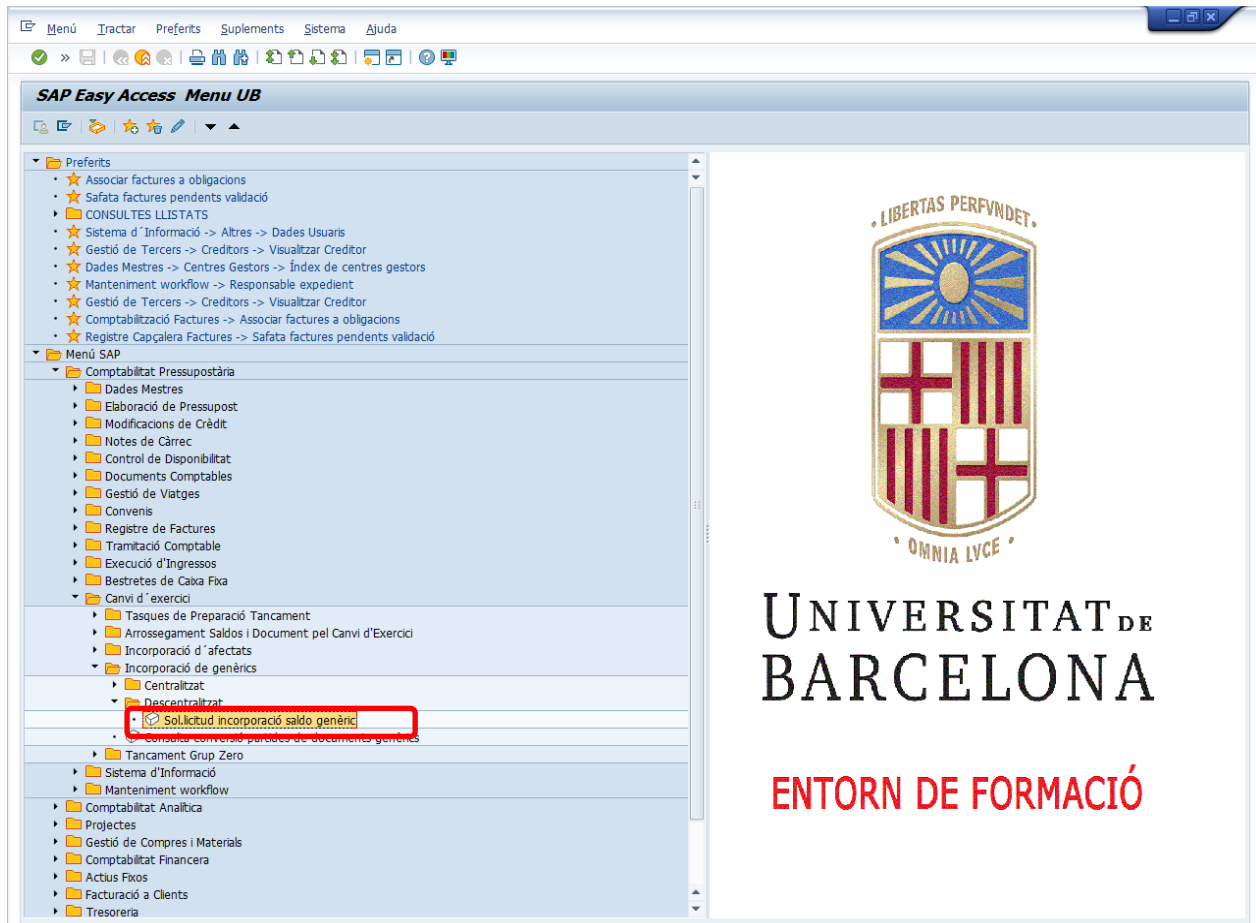 Menú Tractar Preferits Suplements Sistema Ajuda
SAP Easy Access Menu UB
Preferits
Associar factures a obligacions
Safata factures pendents validació
CONSULTES LLISTATS
Sistema d´Informació -> Altres -> Dades Usuaris
Gestió de Tercers -> Creditors -> Visualitzar Creditor
Dades Mestres -> Centres Gestors -> Índex de centres gestors
Manteniment workflow -> Responsable expedient
Gestió de Tercers -> Creditors -> Visualitzar Creditor
Comptabilització Factures -> Associar factures a obligacions
Registre Capçalera Factures -> Safata factures pendents validació
Menú SAP
Comptabilitat Pressupostària
Dades Mestres
Elaboració de Pressupost
Modificacions de Crèdit
Notes de Càrrec
Control de Disponibilitat
Documents Comptables
Gestió de Viatges
Convenis
Registre de Factures
Tramitació Comptable
Execució d'Ingressos
Bestretes de Caixa Fixa
Canvi d´exercici
Tasques de Preparació Tancament
Arrossegament Saldos i Document pel Canvi d'Exercici
Incorporació d´afectats
Incorporació de genèrics
Centralitzat
Descentralitzat
Sol.licitud incorporació saldo genèric
Consulta conversió partides de documents genèrics
Tancament Grup Zero
Sistema d'Informació
Manteniment workflow
Comptabilitat Analítica
Projectes
Gestió de Compres i Materials
Comptabilitat Financera
Actius Fixos
Facturació a Clients
Tresoreria
LIBERTAS PERFVNDET
OMNIA LVCE
UNIVERSITAT DE
BARCELONA
ENTORN DE FORMACIÓ